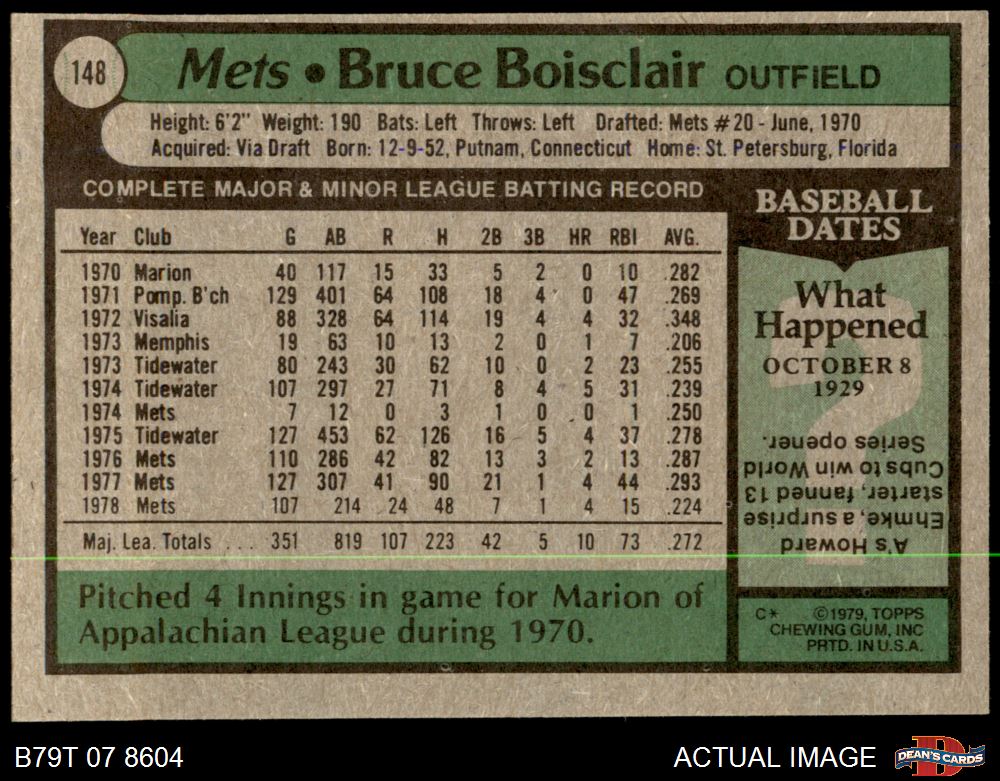 148
Mets • Bruce Boisclair OUTFIELD
Height: 6'2" Weight: 190 Bats: Left Throws: Left Drafted: Mets #20 - June, 1970
Acquired: Via Draft Born: 12-9-52, Putnam, Connecticut Home: St. Petersburg, Florida
COMPLETE MAJOR & MINOR LEAGUE BATTING RECORD
Year Club G AB R H 2B 3B HR RBI AVG.
1970 Marion 40 117 15 33 5 2 0 10 .282
1971 Pomp. B'ch 129 401 64 108 18 4 0 47 .269
1972 Visalia 88 328 64 114 19 4 4 32 .348
1973 Memphis 19 63 10 13 2 0 1 7 .206
1973 Tidewater 80 243 30 62 10 0 2 23 .255
1974 Tidewater 107 297 27 71 8 4 5 31 .239
1974 Mets 7 12 0 3 1 0 0 1 .250
1975 Tidewater 127 453 62 126 16 5 4 37 .278
1976 Mets 110 286 42 82 13 3 2 13 .287
1977 Mets 127 307 41 90 21 1 4 44 .293
1978 Mets 107 214 24 48 7 1 4 15 .224
Maj. Lea. Totals ... 351 819 107 223 42 5 10 73 .272
Pitched 4 Innings in game for Marion of
Appalachian League during 1970.
BASEBALL
DATES
What
Happened
OCTOBER 8
1929
A's Howard
Ehmke, a surprise
starter, fanned 13
Cubs to win World
Series opener.
C* ©1979, TOPPS
CHEWING GUM, INC
PRTD. IN U.S.A.
B79T 07 8604
ACTUAL IMAGE
D
DEAN'S CARDS